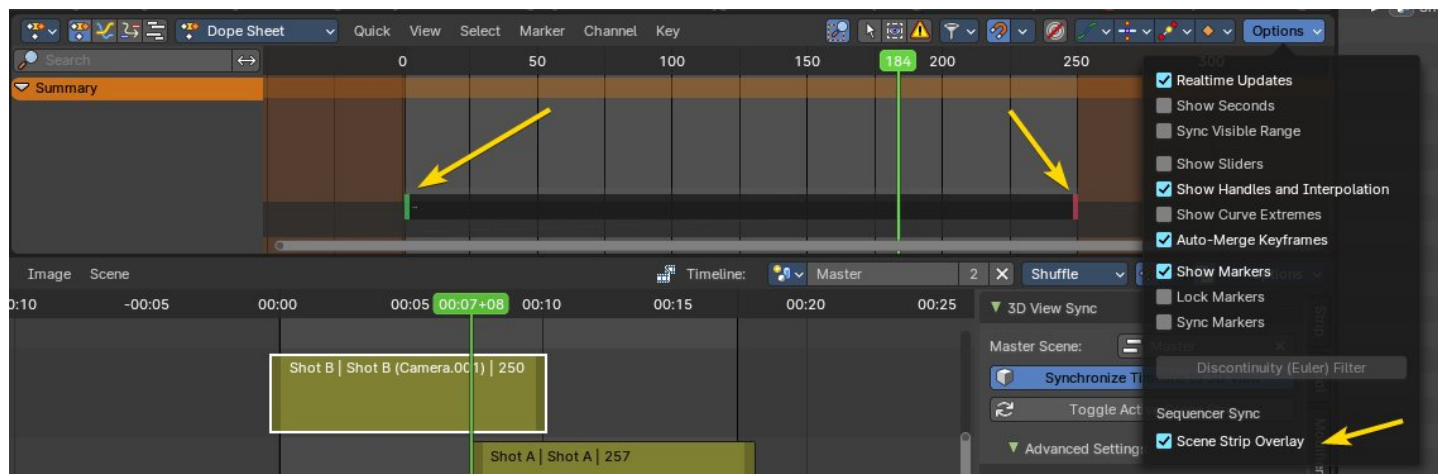 Dope Sheet Quick View Select Marker Channel Key Options
Search 0 50 100 150 184 200 250 300
Summary
Realtime Updates
Show Seconds
Sync Visible Range
Show Sliders
Show Handles and Interpolation
Show Curve Extremes
Auto-Merge Keyframes
Show Markers
Lock Markers
Sync Markers
Discontinuity (Euler) Filter
Sequencer Sync
Scene Strip Overlay
Image Scene Timeline: Master 2 Shuffle
0:10 -00:05 00:00 00:05 00:07+08 00:10 00:15 00:20 00:25
3D View Sync
Master Scene: Master
Synchronize
Toggle
Advanced
Shot B | Shot B (Camera.001) | 250
Shot A | Shot A | 257
Strip